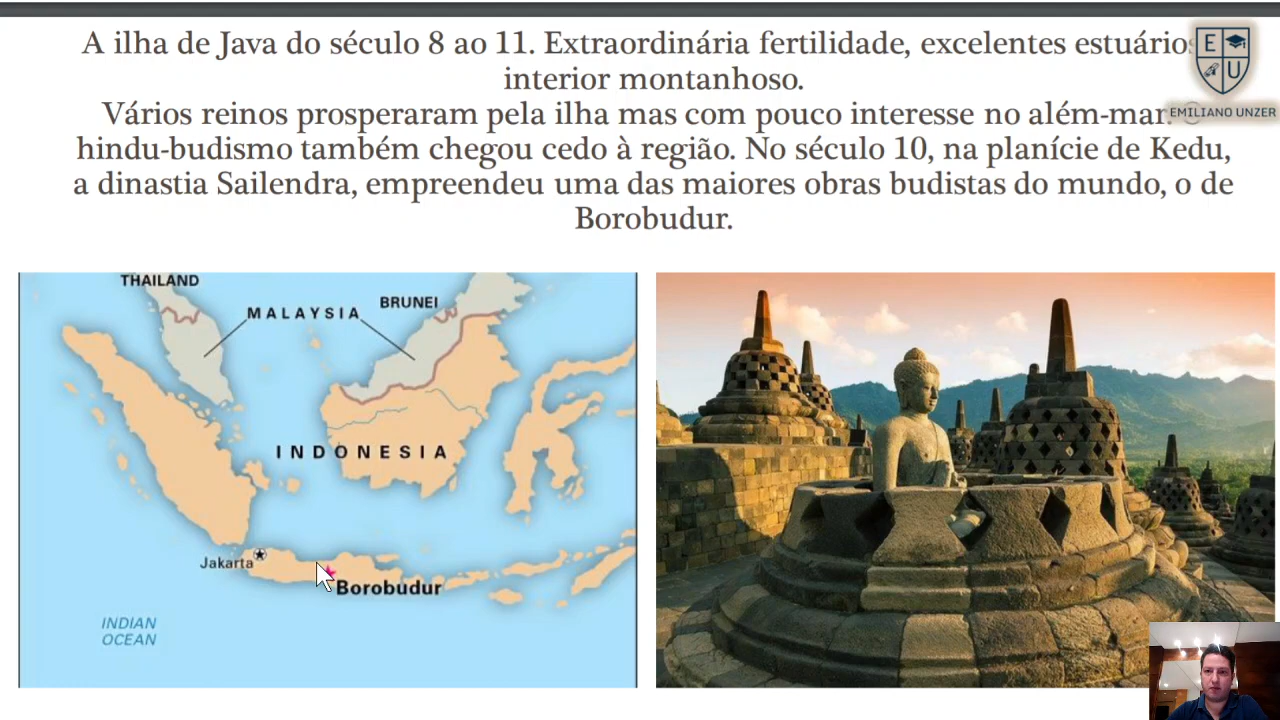 A ilha de Java do século 8 ao 11. Extraordinária fertilidade, excelentes estuários
interior montanhoso.
Vários reinos prosperaram pela ilha mas com pouco interesse no além-mar.
hindu-budismo também chegou cedo à região. No século 10, na planície de Kedu,
a dinastia Sailendra, empreendeu uma das maiores obras budistas do mundo, o de
Borobudur.
E U
EMILIANO UNZER
THAILAND
MALAYSIA
BRUNEI
INDONESIA
Jakarta
Borobudur
INDIAN
OCEAN